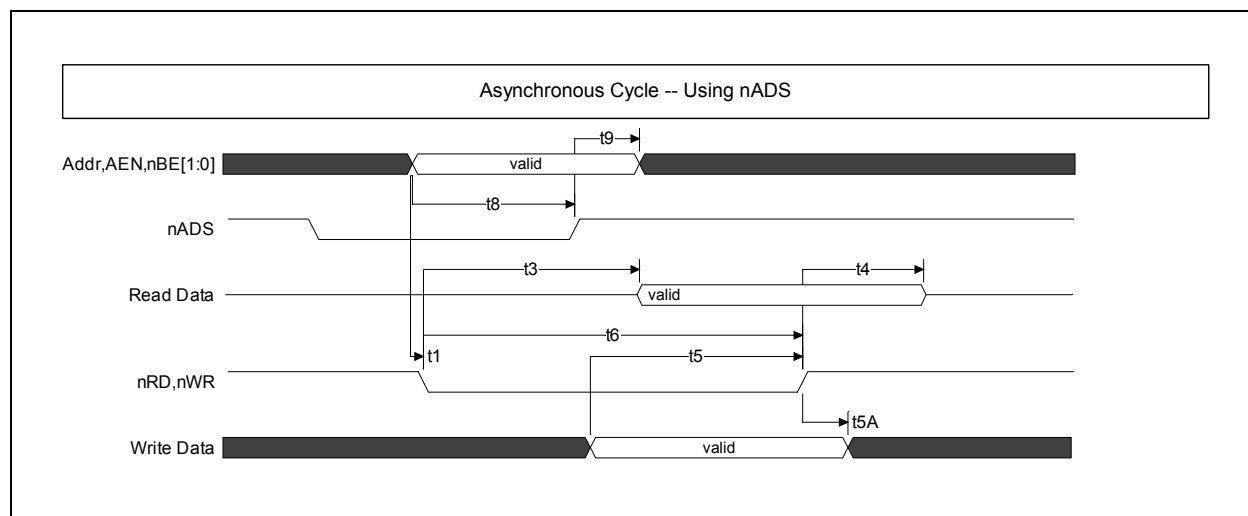 Asynchronous Cycle -- Using nADS
t9
Addr,AEN,nBE[1:0]
valid
t8
nADS
t3
t4
Read Data
valid
t6
t1
t5
nRD,nWR
t5A
Write Data
valid